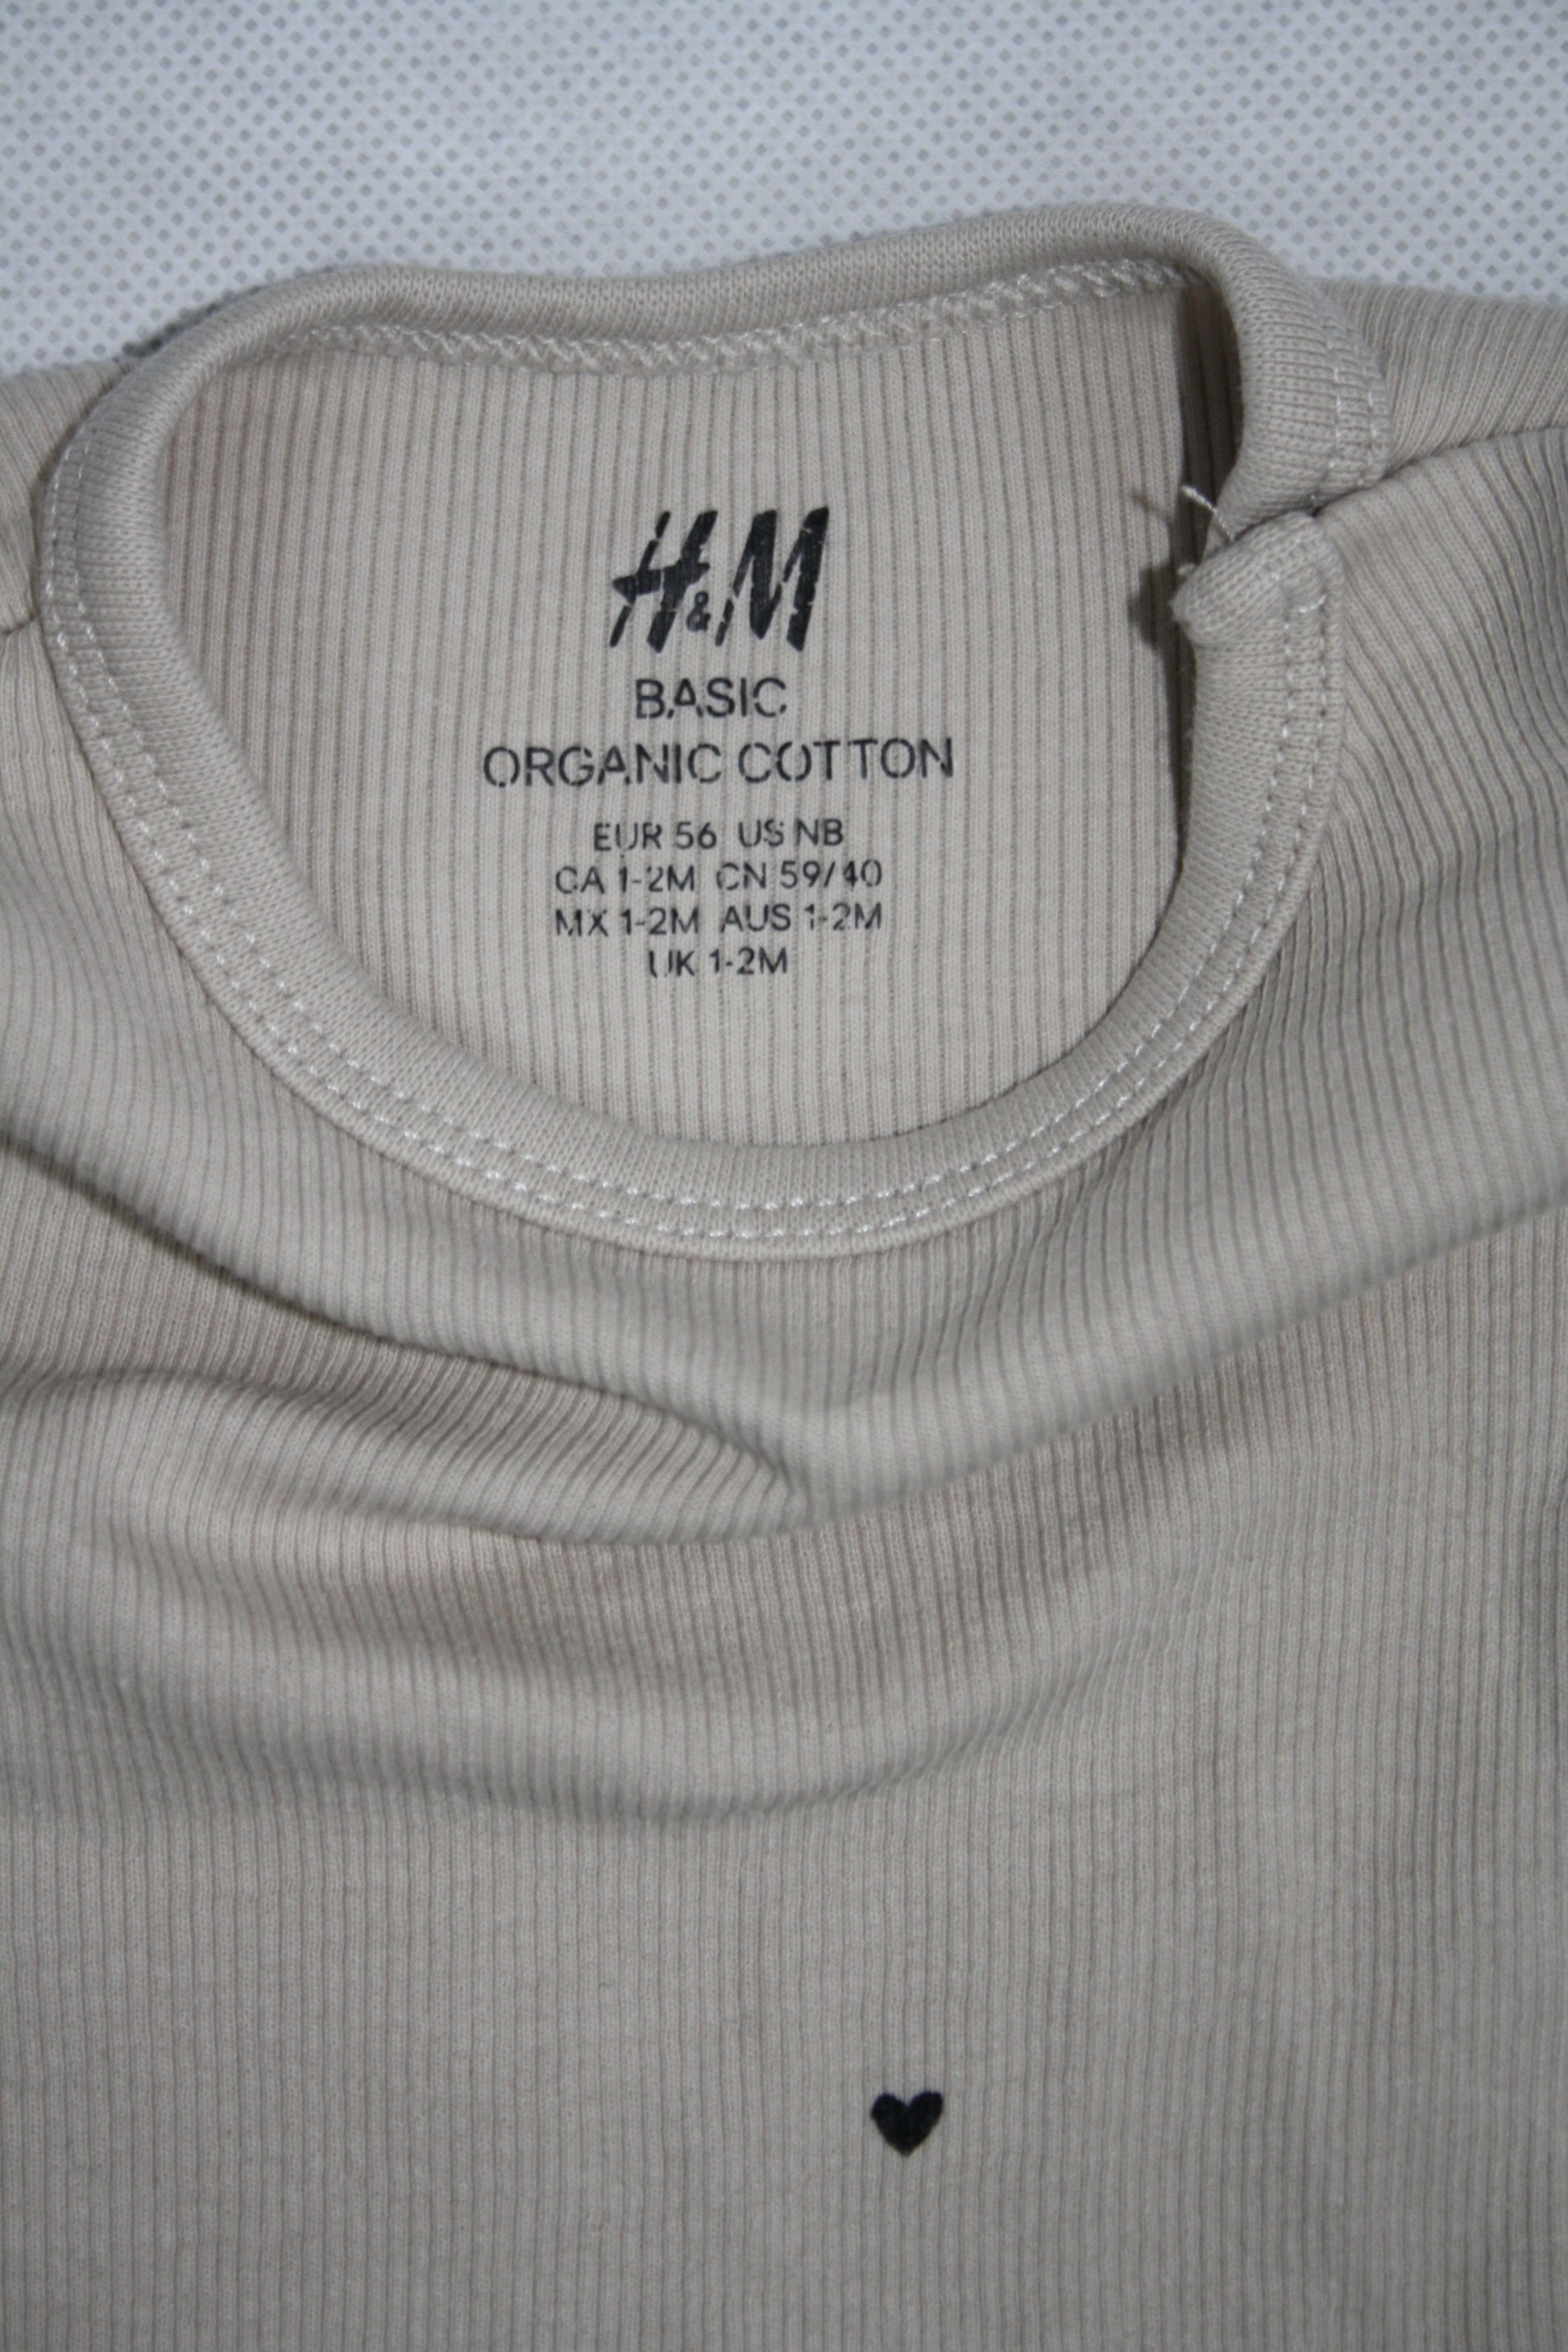 H&M
BASIC
ORGANIC COTTON
EUR 56 US NB
CA 1-2M CN 59/40
MX 1-2M AUS 1-2M
UK 1-2M